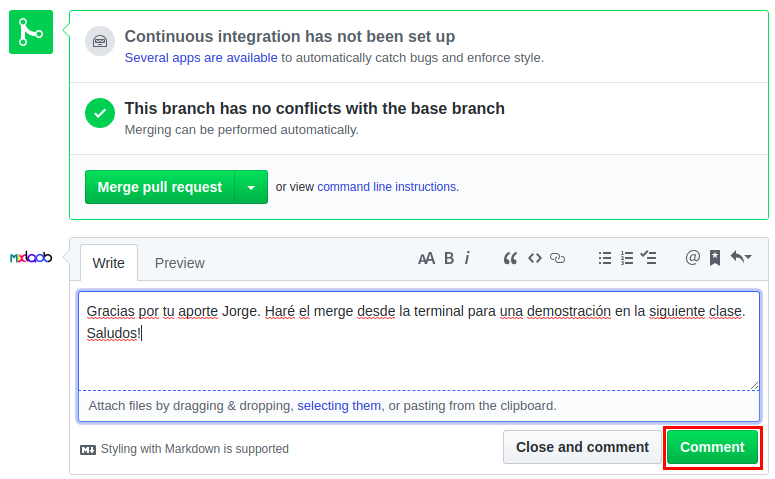 Continuous integration has not been set up
Several apps are available to automatically catch bugs and enforce style.
This branch has no conflicts with the base branch
Merging can be performed automatically.
Merge pull request or view command line instructions.
mixlaab
Write Preview
AA B i @
Gracias por tu aporte Jorge. Haré el merge desde la terminal para una demostración en la siguiente clase.
Saludos!
Attach files by dragging & dropping, selecting them, or pasting from the clipboard.
Styling with Markdown is supported
Close and comment Comment